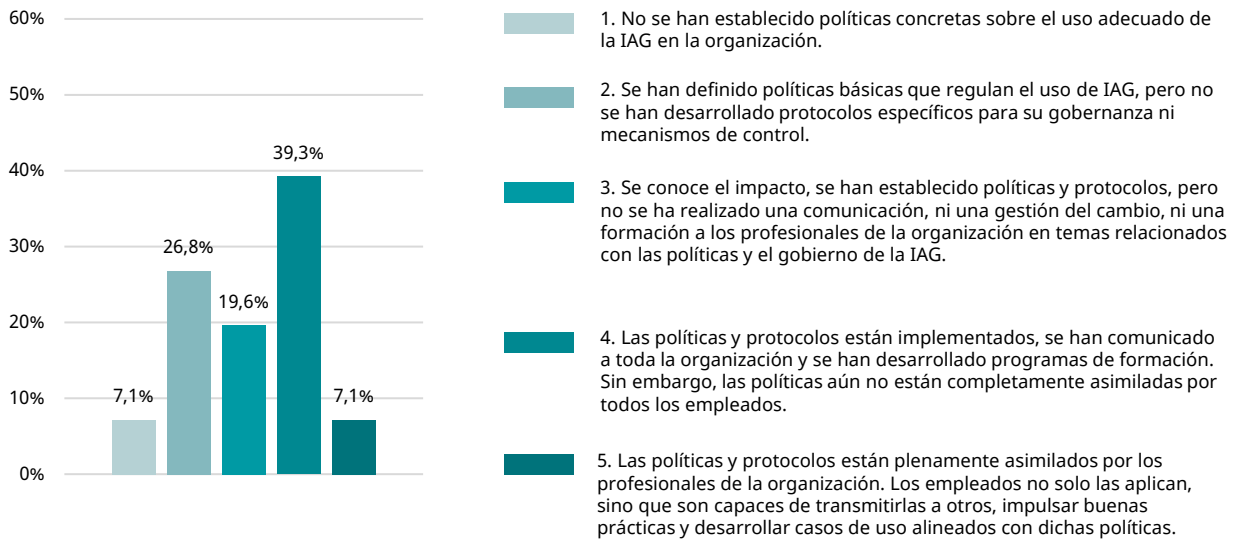 60%
50%
40%
30%
20%
10%
0%
7,1%
26,8%
19,6%
39,3%
7,1%
1. No se han establecido políticas concretas sobre el uso adecuado de
la IAG en la organización.
2. Se han definido políticas básicas que regulan el uso de IAG, pero no
se han desarrollado protocolos específicos para su gobernanza ni
mecanismos de control.
3. Se conoce el impacto, se han establecido políticas y protocolos, pero
no se ha realizado una comunicación, ni una gestión del cambio, ni una
formación a los profesionales de la organización en temas relacionados
con las políticas y el gobierno de la IAG.
4. Las políticas y protocolos están implementados, se han comunicado
a toda la organización y se han desarrollado programas de formación.
Sin embargo, las políticas aún no están completamente asimiladas por
todos los empleados.
5. Las políticas y protocolos están plenamente asimilados por los
profesionales de la organización. Los empleados no solo las aplican,
sino que son capaces de transmitirlas a otros, impulsar buenas
prácticas y desarrollar casos de uso alineados con dichas políticas.